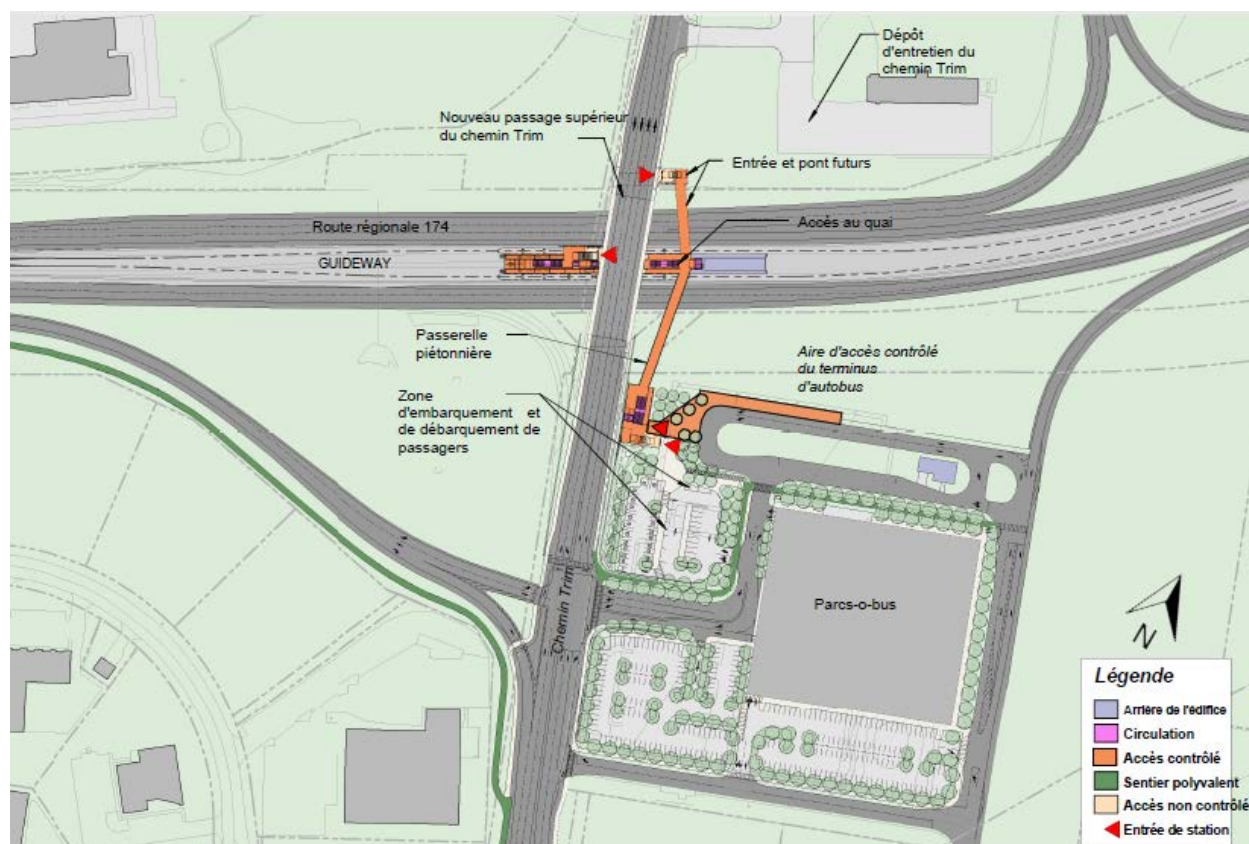 Dépôt
d'entretien du
chemin Trim
Nouveau passage supérieur
du chemin Trim
Entrée et pont futurs
Route régionale 174
Accès au quai
GUIDEWAY
Passerelle
piétonnière
Aire d'accès contrôlé
du terminus
d'autobus
Zone
d'embarquement et
de débarquement de
passagers
Chemin Trim
Parcs-o-bus
N
Légende
Arrière de l'édifice
Circulation
Accès contrôlé
Sentier polyvalent
Accès non contrôlé
Entrée de station